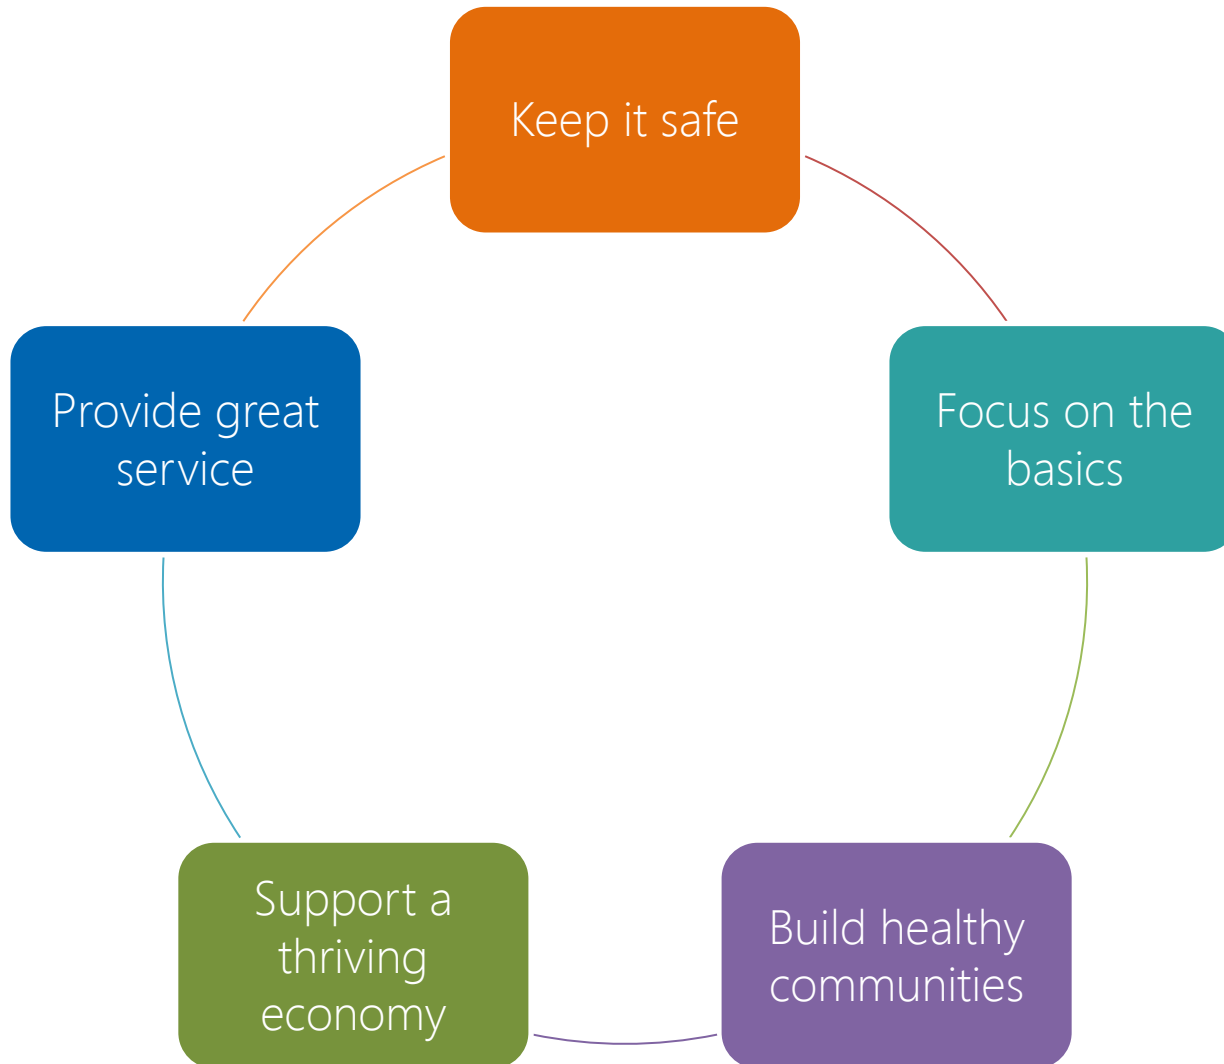 Keep it safe
Provide great
service
Focus on the
basics
Support a
thriving
economy
Build healthy
communities